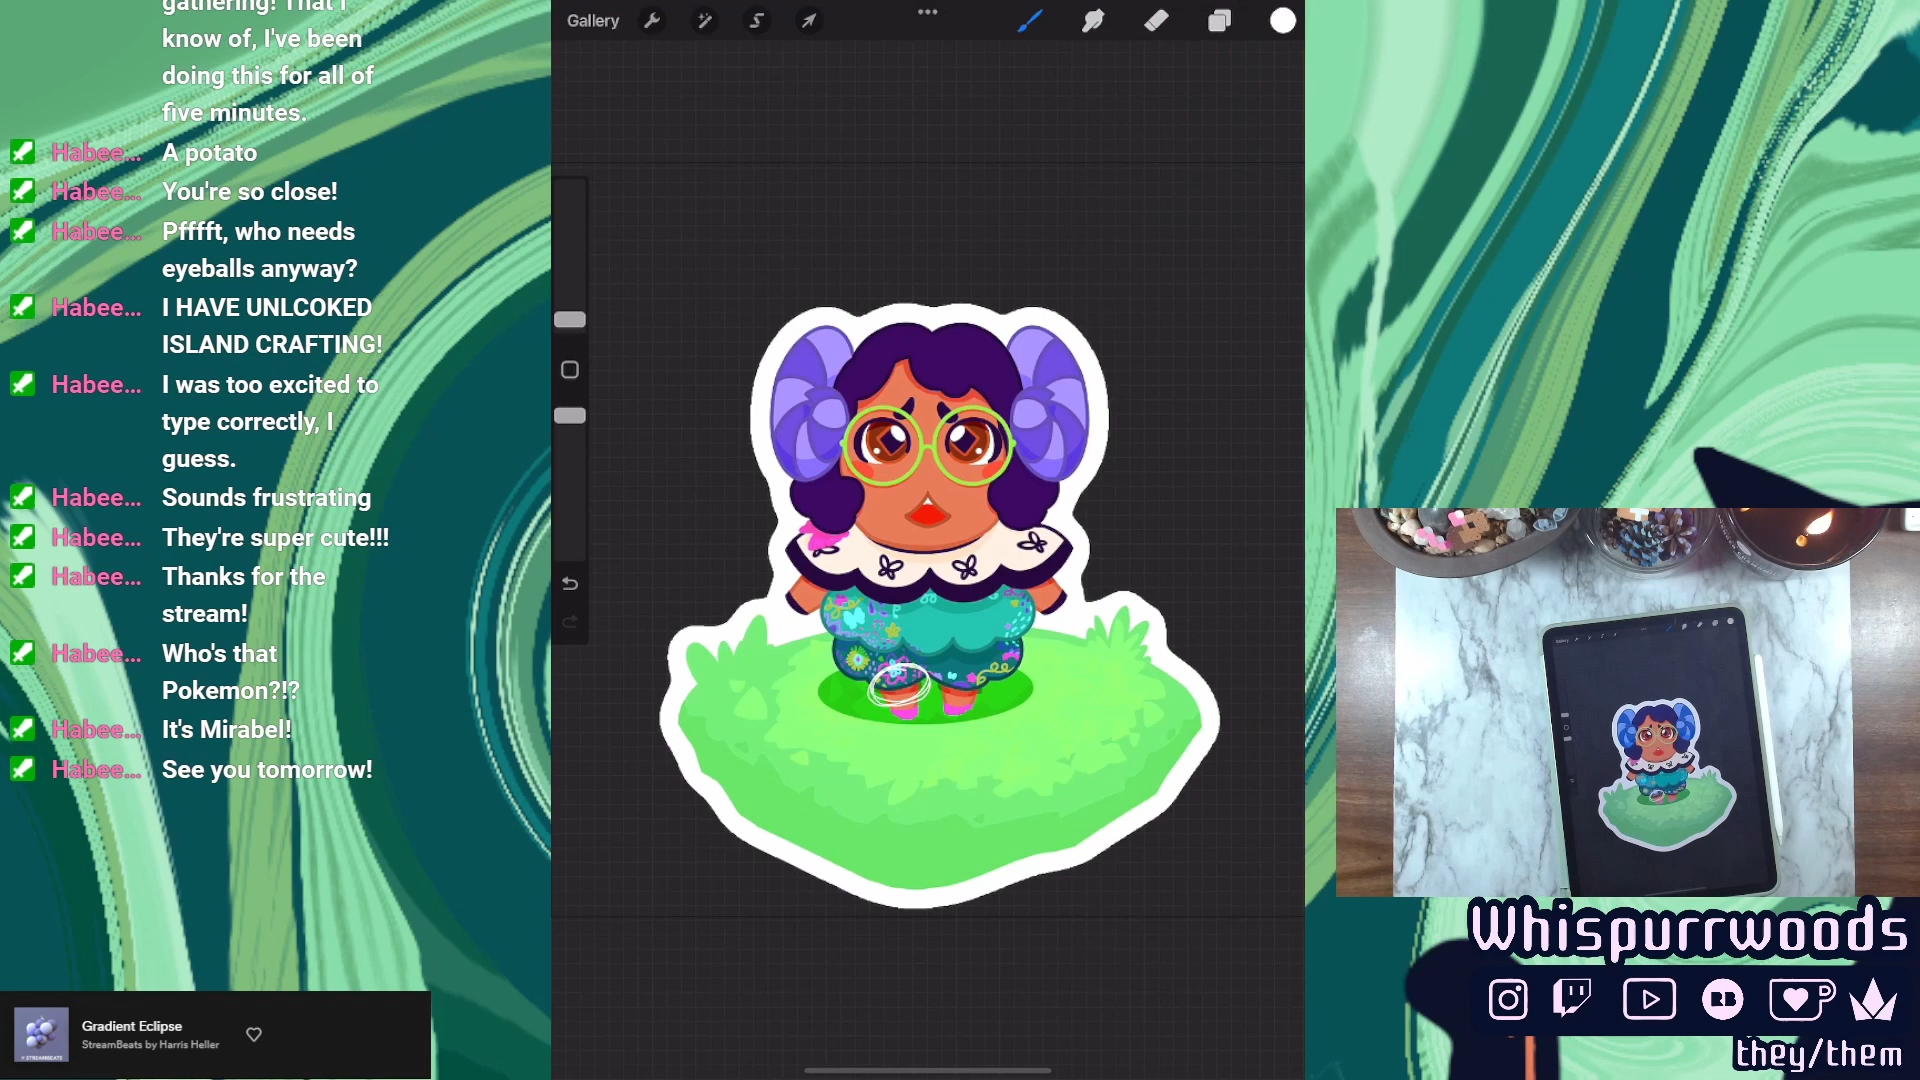 gathering! That I
know of, I've been
doing this for all of
five minutes.
Habee... A potato
Habee... You're so close!
Habee... Pfffft, who needs
eyeballs anyway?
Habee... I HAVE UNLCOKED
ISLAND CRAFTING!
Habee... I was too excited to
type correctly, I
guess.
Habee... Sounds frustrating
Habee... They're super cute!!!
Habee... Thanks for the
stream!
Habee... Who's that
Pokemon?!?
Habee... It's Mirabel!
Habee... See you tomorrow!
Gradient Eclipse
StreamBeats by Harris Heller
Gallery
Whispurrwoods
RB
they/them